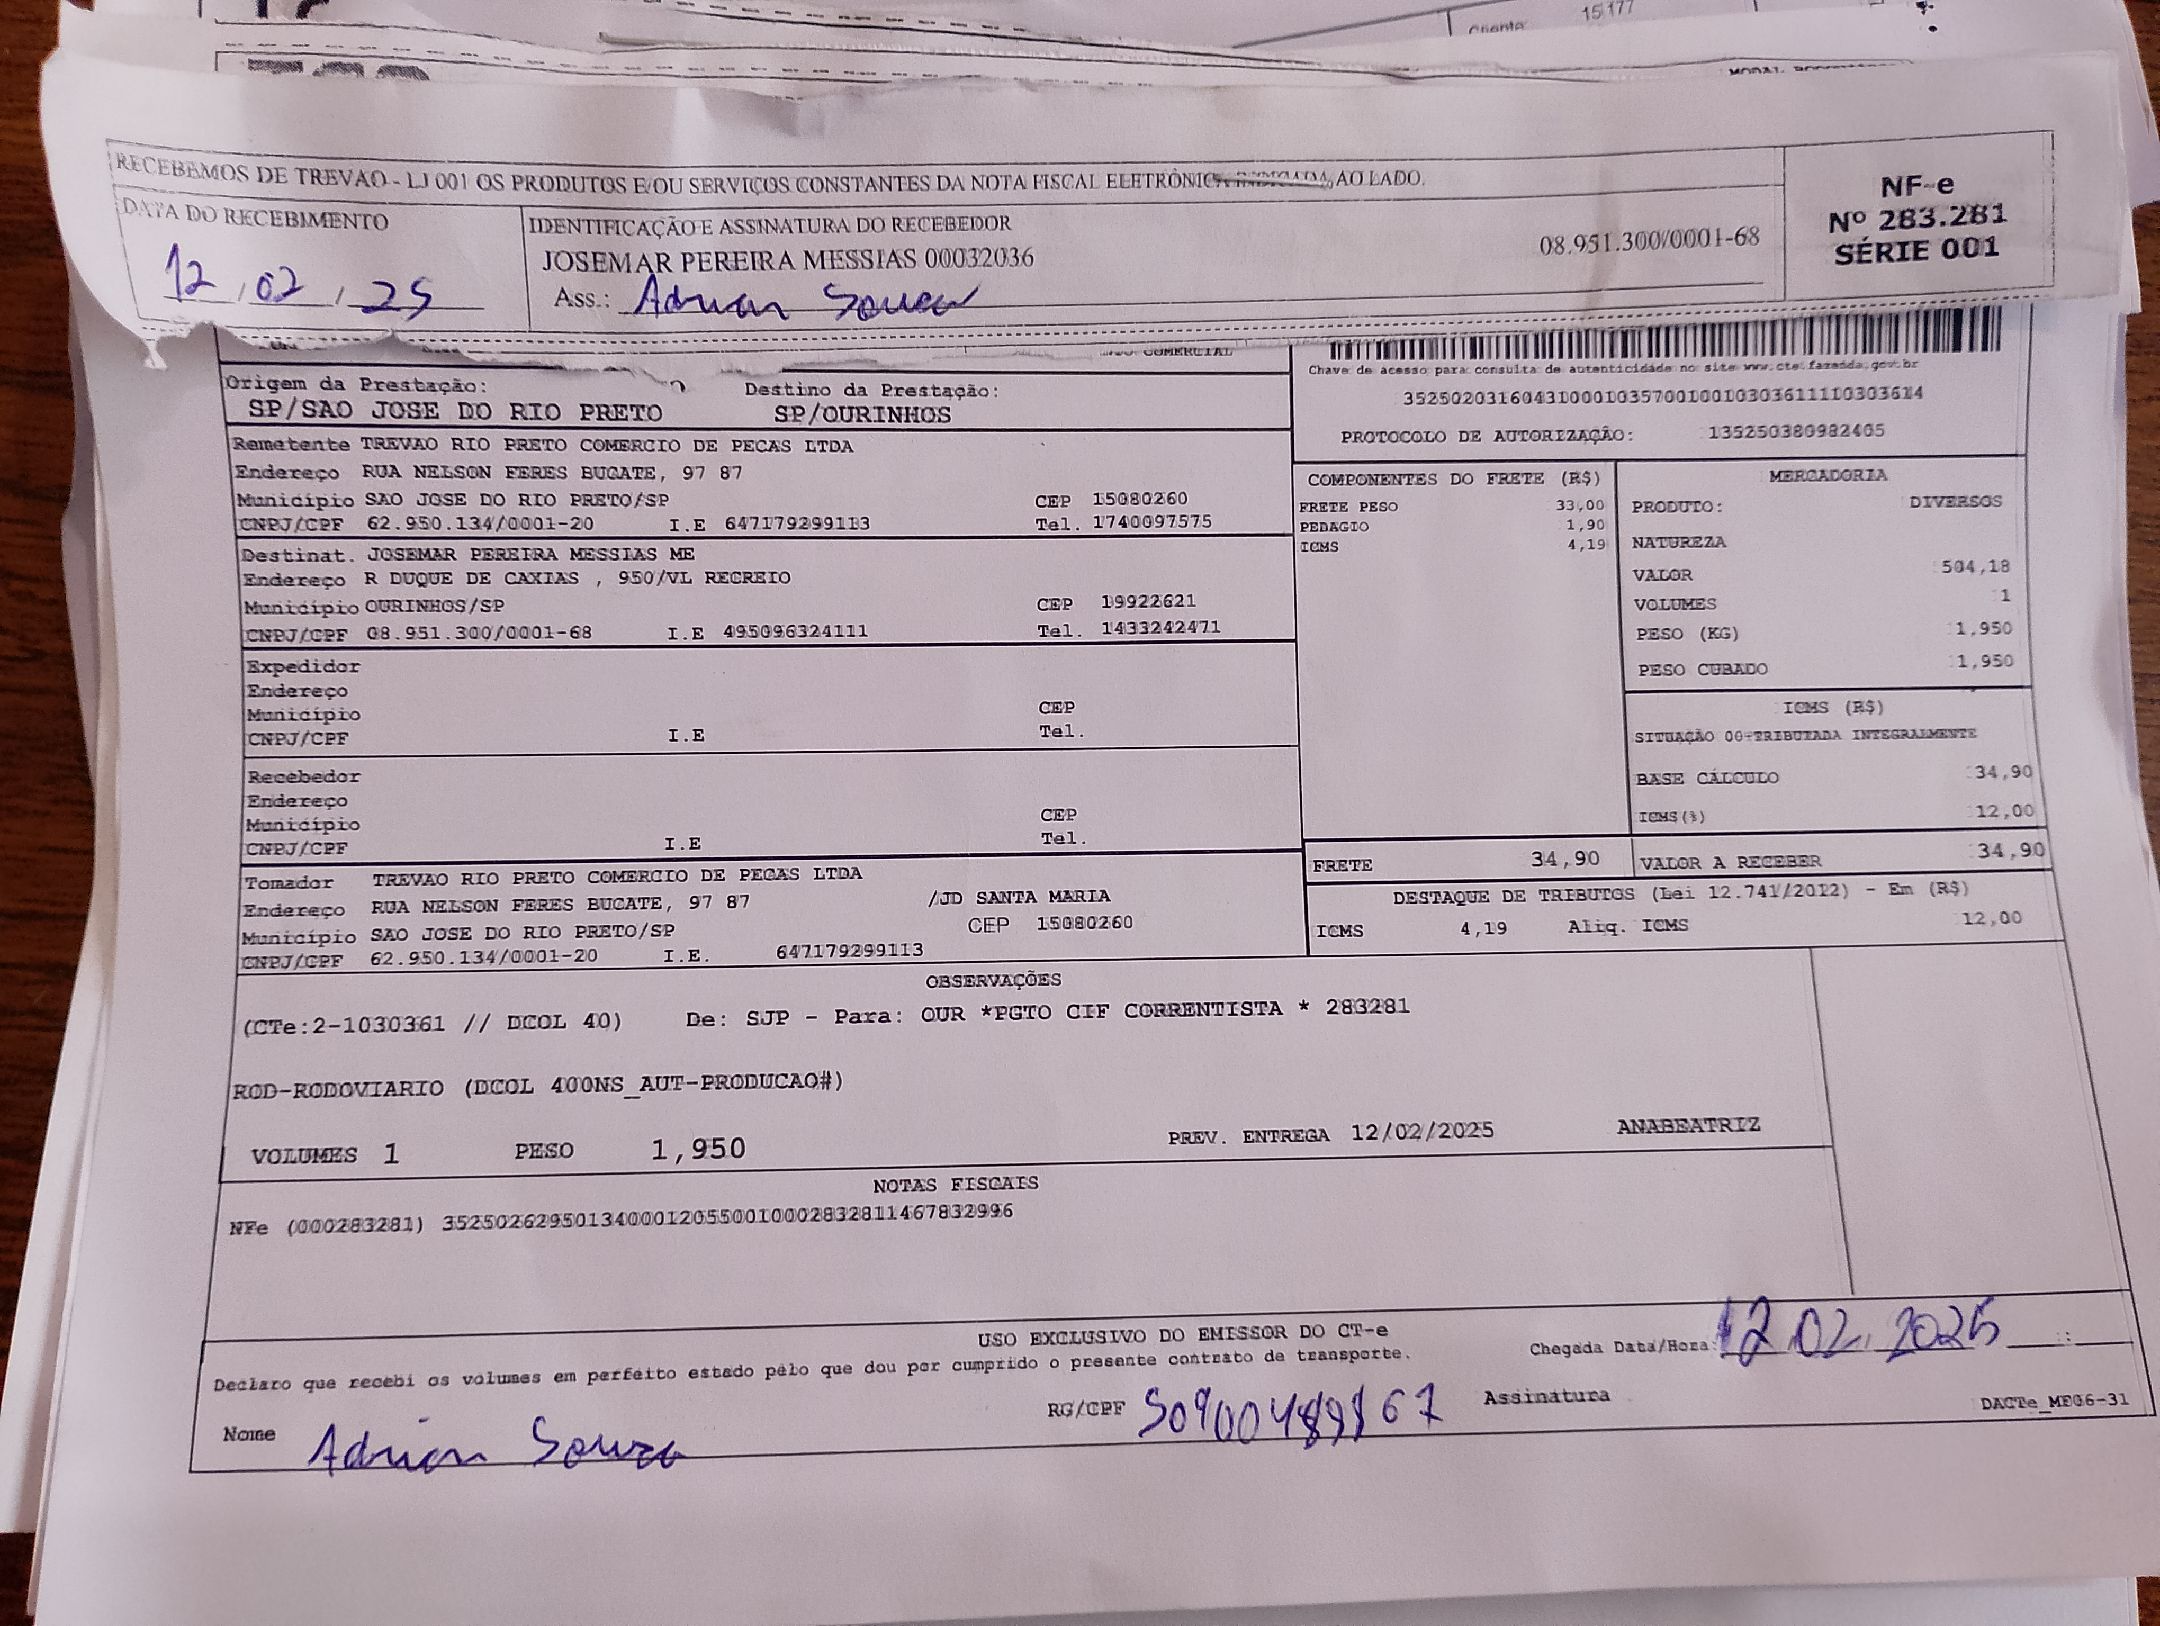 Cliente:
15177
RECEBEMOS DE TREVAO - LJ 001 OS PRODUTOS E/OU SERVIÇOS CONSTANTES DA NOTA FISCAL ELETRÔNICA INDICADA AO LADO.
DATA DO RECEBIMENTO
12 / 02 / 25
IDENTIFICAÇÃO E ASSINATURA DO RECEBEDOR
JOSEMAR PEREIRA MESSIAS 00032036
08.951.300/0001-68
Ass.: Adrian Souza
NF-e
Nº 283.281
SÉRIE 001
COMERCIAL
Origem da Prestação:
SP/SAO JOSE DO RIO PRETO
Destino da Prestação:
SP/OURINHOS
Chave de acesso para consulta de autenticidade no site www.cte.fazenda.gov.br
35250203160431000103570010010303611110303614
PROTOCOLO DE AUTORIZAÇÃO: 135250380982405
Remetente TREVAO RIO PRETO COMERCIO DE PECAS LTDA
Endereço RUA NELSON FERES BUCATE, 97 87
Município SAO JOSE DO RIO PRETO/SP CEP 15080260
CNPJ/CPF 62.950.134/0001-20 I.E 647179299113 Tel. 1740097575
Destinat. JOSEMAR PEREIRA MESSIAS ME
Endereço R DUQUE DE CAXIAS , 950/VL RECREIO
Município OURINHOS/SP CEP 19922621
CNPJ/CPF 08.951.300/0001-68 I.E 495096324111 Tel. 1433242471
Expedidor
Endereço
Município CEP
CNPJ/CPF I.E Tel.
Recebedor
Endereço
Município CEP
CNPJ/CPF I.E Tel.
Tomador TREVAO RIO PRETO COMERCIO DE PECAS LTDA
Endereço RUA NELSON FERES BUCATE, 97 87 /JD SANTA MARIA
Município SAO JOSE DO RIO PRETO/SP CEP 15080260
CNPJ/CPF 62.950.134/0001-20 I.E. 647179299113
COMPONENTES DO FRETE (R$)
FRETE PESO 33,00
PEDAGIO 1,90
ICMS 4,19
MERCADORIA
PRODUTO: DIVERSOS
NATUREZA
VALOR 504,18
VOLUMES 1
PESO (KG) 1,950
PESO CUBADO 1,950
ICMS (R$)
SITUAÇÃO 00-TRIBUTADA INTEGRALMENTE
BASE CÁLCULO 34,90
ICMS(%) 12,00
FRETE 34,90
VALOR A RECEBER 34,90
DESTAQUE DE TRIBUTOS (Lei 12.741/2012) - Em (R$)
ICMS 4,19 Aliq. ICMS 12,00
OBSERVAÇÕES
(CTe:2-1030361 // DCOL 40) De: SJP - Para: OUR *PGTO CIF CORRENTISTA * 283281
ROD-RODOVIARIO (DCOL 400NS_AUT-PRODUCAO#)
VOLUMES 1 PESO 1,950 PREV. ENTREGA 12/02/2025 ANABEATRIZ
NOTAS FISCAIS
NFe (000283281) 35250262950134000120550010002832811467832996
USO EXCLUSIVO DO EMISSOR DO CT-e
Declaro que recebi os volumes em perfeito estado pelo que dou por cumprido o presente contrato de transporte.
Chegada Data/Hora: 12.02.2025 :
Nome Adrian Souza
RG/CPF
Assinatura
DACTe_ME06-31